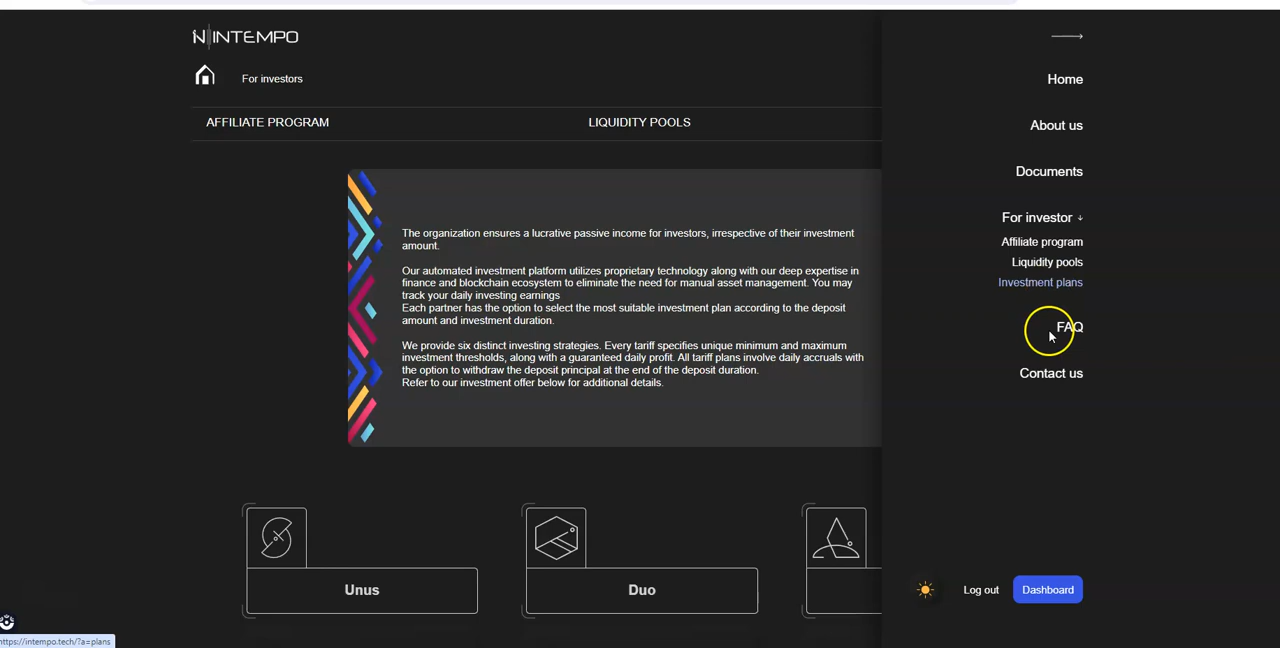 INTEMPO
For investors
AFFILIATE PROGRAM
LIQUIDITY POOLS
The organization ensures a lucrative passive income for investors, irrespective of their investment
amount.
Our automated investment platform utilizes proprietary technology along with our deep expertise in
finance and blockchain ecosystem to eliminate the need for manual asset management. You may
track your daily investing earnings
Each partner has the option to select the most suitable investment plan according to the deposit
amount and investment duration.
We provide six distinct investing strategies. Every tariff specifies unique minimum and maximum
investment thresholds, along with a guaranteed daily profit. All tariff plans involve daily accruals with
the option to withdraw the deposit principal at the end of the deposit duration.
Refer to our investment offer below for additional details.
Unus
Duo
Home
About us
Documents
For investor ↓
Affiliate program
Liquidity pools
Investment plans
FAQ
Contact us
Log out
Dashboard
https://intempo.tech/?a=plans